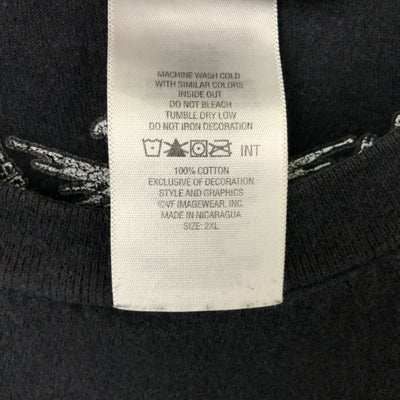 MACHINE WASH COLD
WITH SIMILAR COLORS
INSIDE OUT
DO NOT BLEACH
TUMBLE DRY LOW
DO NOT IRON DECORATION
INT
100% COTTON
EXCLUSIVE OF DECORATION
STYLE AND GRAPHICS
©VF IMAGEWEAR, INC.
MADE IN NICARAGUA
SIZE: 2XL